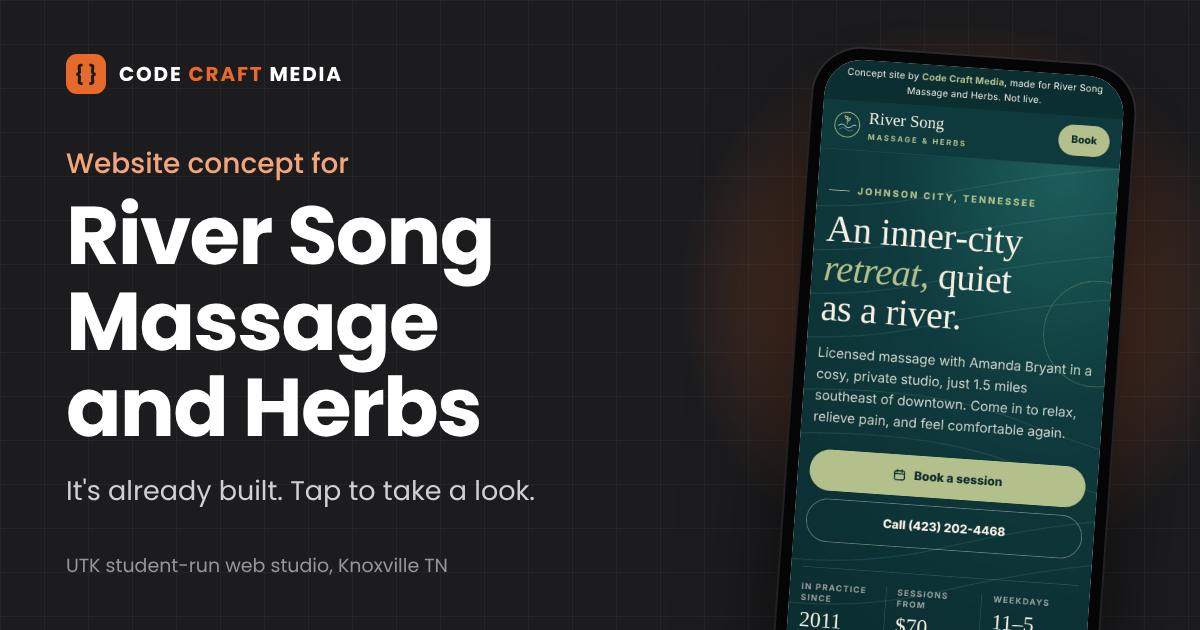 { } CODE CRAFT MEDIA
Website concept for
River Song
Massage
and Herbs
It's already built. Tap to take a look.
UTK student-run web studio, Knoxville TN
Concept site by Code Craft Media, made for River Song
Massage and Herbs. Not live.
River Song
MASSAGE & HERBS
Book
JOHNSON CITY, TENNESSEE
An inner-city
retreat, quiet
as a river.
Licensed massage with Amanda Bryant in a
cosy, private studio, just 1.5 miles
southeast of downtown. Come in to relax,
relieve pain, and feel comfortable again.
Book a session
Call (423) 202-4468
IN PRACTICE
SINCE
2011
SESSIONS
FROM
$70
WEEKDAYS
11–5